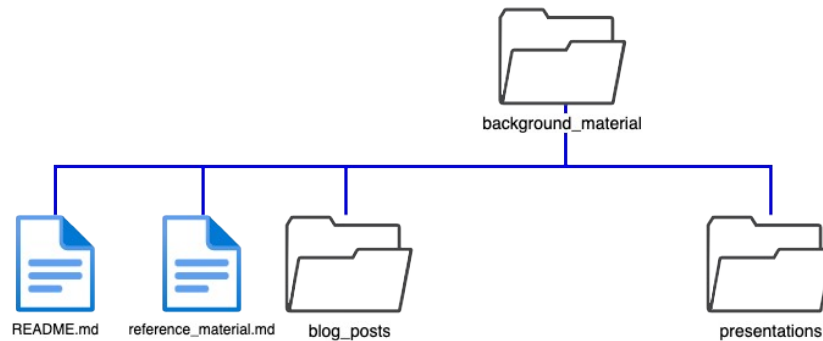 background_material
README.md
reference_material.md
blog_posts
presentations